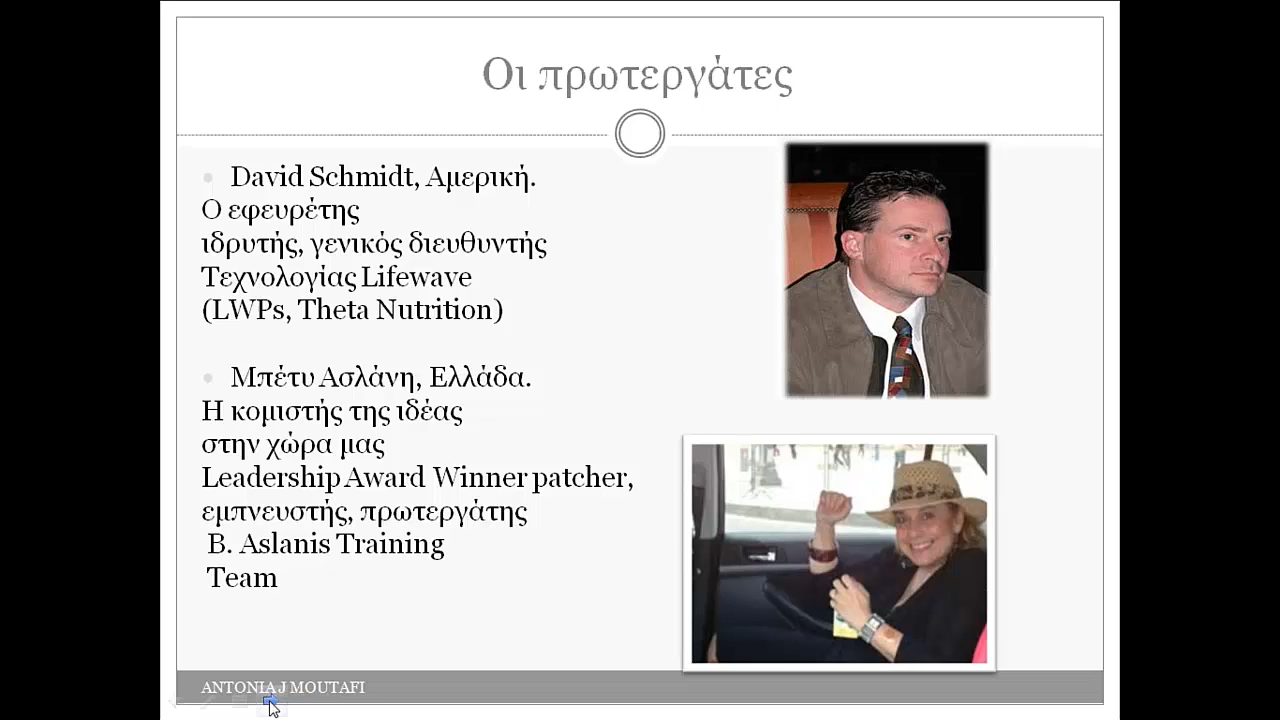 Οι πρωτεργάτες
David Schmidt, Αμερική.
Ο εφευρέτης
ιδρυτής, γενικός διευθυντής
Τεχνολογίας Lifewave
(LWPs, Theta Nutrition)
Μπέτυ Ασλάνη, Ελλάδα.
Η κομιστής της ιδέας
στην χώρα μας
Leadership Award Winner patcher,
εμπνευστής, πρωτεργάτης
B. Aslanis Training
Team
ANTONIA J MOUTAFI